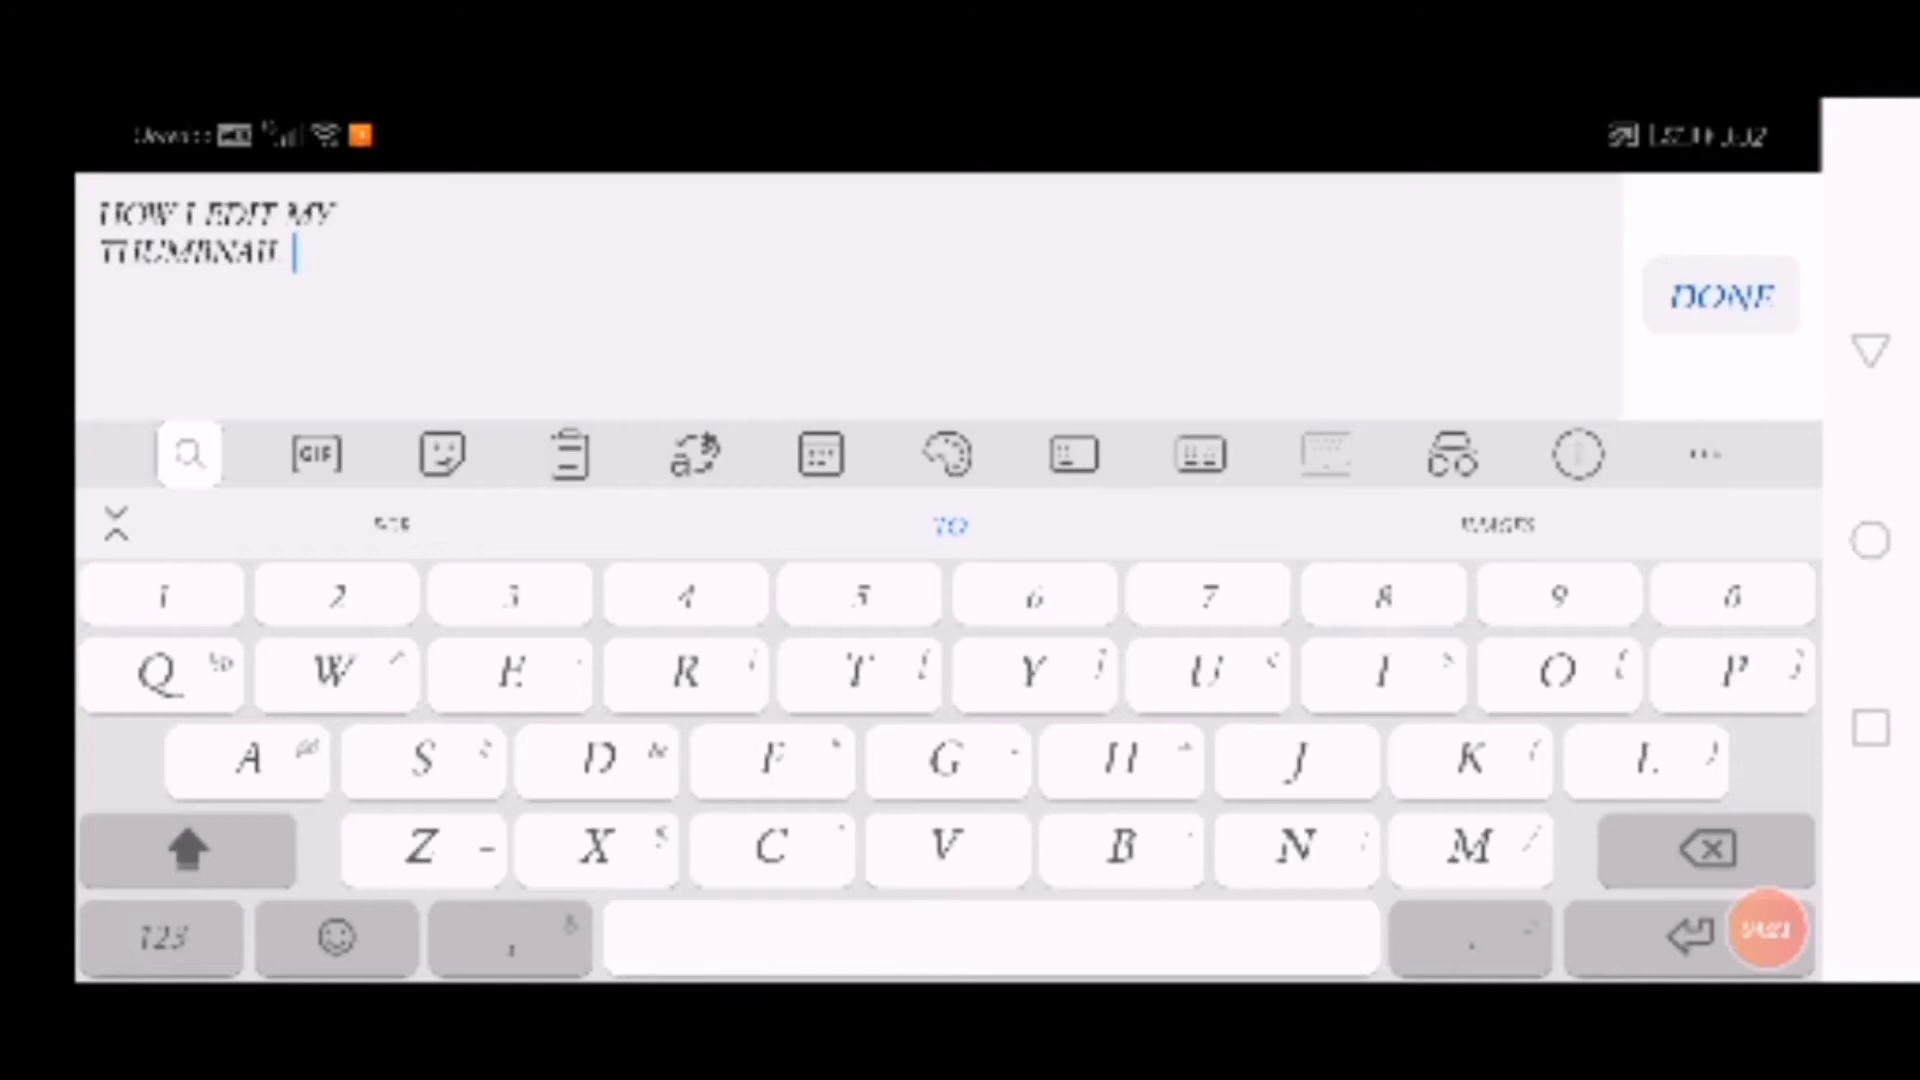 HOW I EDIT MY
THUMBNAIL
DONE
GIF
TO
1 2 3 4 5 6 7 8 9 0
Q W E R T Y U I O P
A S D F G H J K L
Z X C V B N M
123 , .